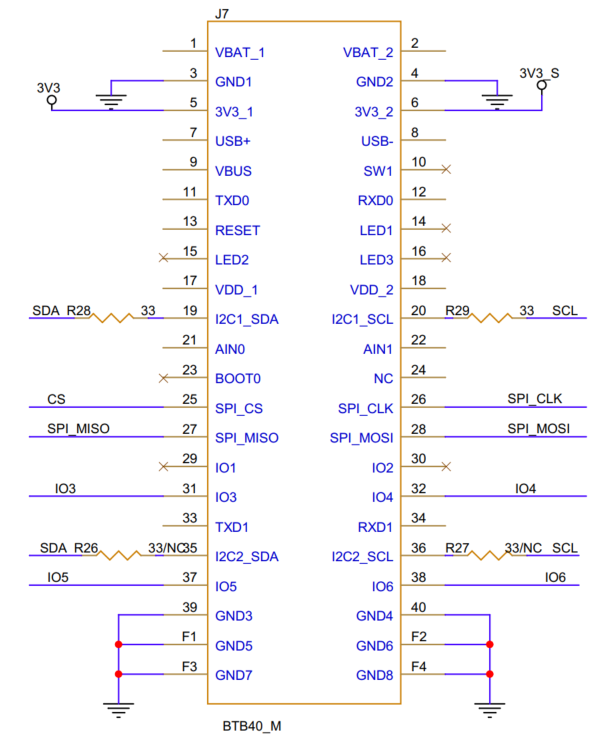 J7
1 VBAT_1 VBAT_2 2
3 GND1 GND2 4
3V3 5 3V3_1 3V3_2 6 3V3_S
7 USB+ USB- 8
9 VBUS SW1 10
11 TXD0 RXD0 12
13 RESET LED1 14
15 LED2 LED3 16
17 VDD_1 VDD_2 18
SDA R28 33 19 I2C1_SDA I2C1_SCL 20 R29 33 SCL
21 AIN0 AIN1 22
23 BOOT0 NC 24
CS 25 SPI_CS SPI_CLK 26 SPI_CLK
SPI_MISO 27 SPI_MISO SPI_MOSI 28 SPI_MOSI
29 IO1 IO2 30
IO3 31 IO3 IO4 32 IO4
33 TXD1 RXD1 34
SDA R26 33/NC 35 I2C2_SDA I2C2_SCL 36 R27 33/NC SCL
IO5 37 IO5 IO6 38 IO6
39 GND3 GND4 40
F1 GND5 GND6 F2
F3 GND7 GND8 F4
BTB40_M